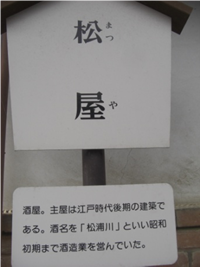 松まつ
屋や
酒屋。主屋は江戸時代後期の建築で
ある。酒名を「松浦川」といい昭和
初期まで酒造業を営んでいた。